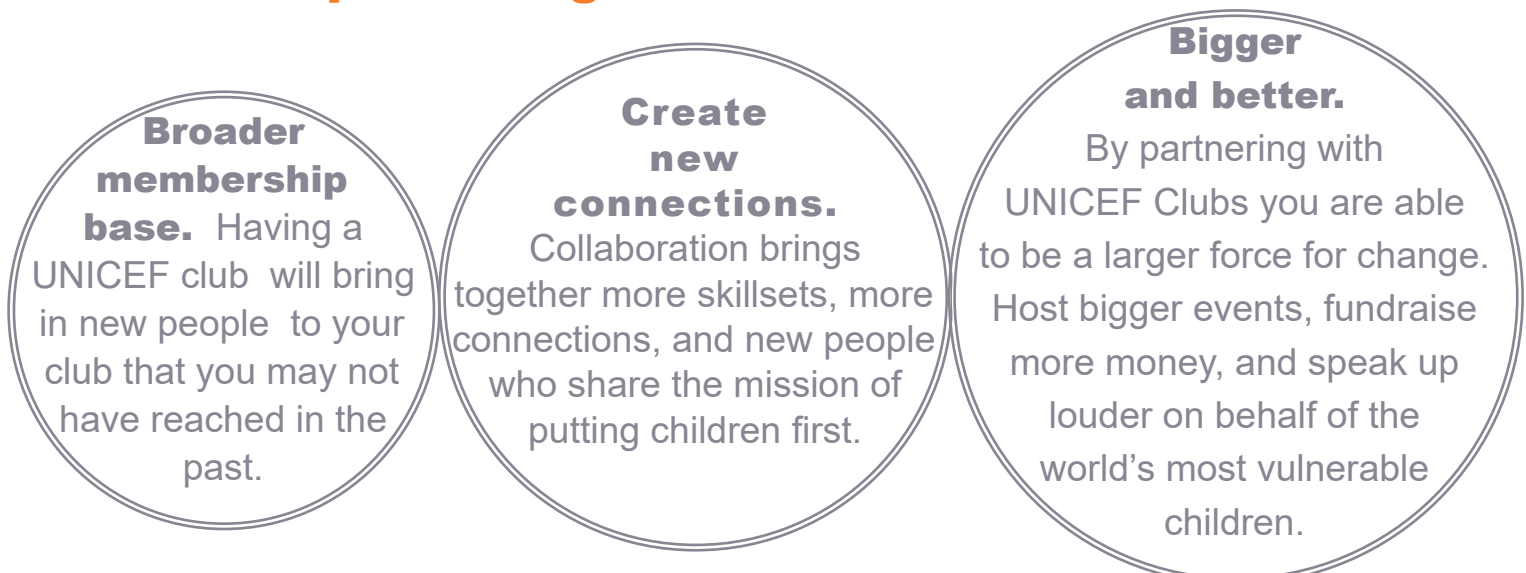 Broader
membership
base. Having a
UNICEF club will bring
in new people to your
club that you may not
have reached in the
past.
Create
new
connections.
Collaboration brings
together more skillsets, more
connections, and new people
who share the mission of
putting children first.
Bigger
and better.
By partnering with
UNICEF Clubs you are able
to be a larger force for change.
Host bigger events, fundraise
more money, and speak up
louder on behalf of the
world’s most vulnerable
children.